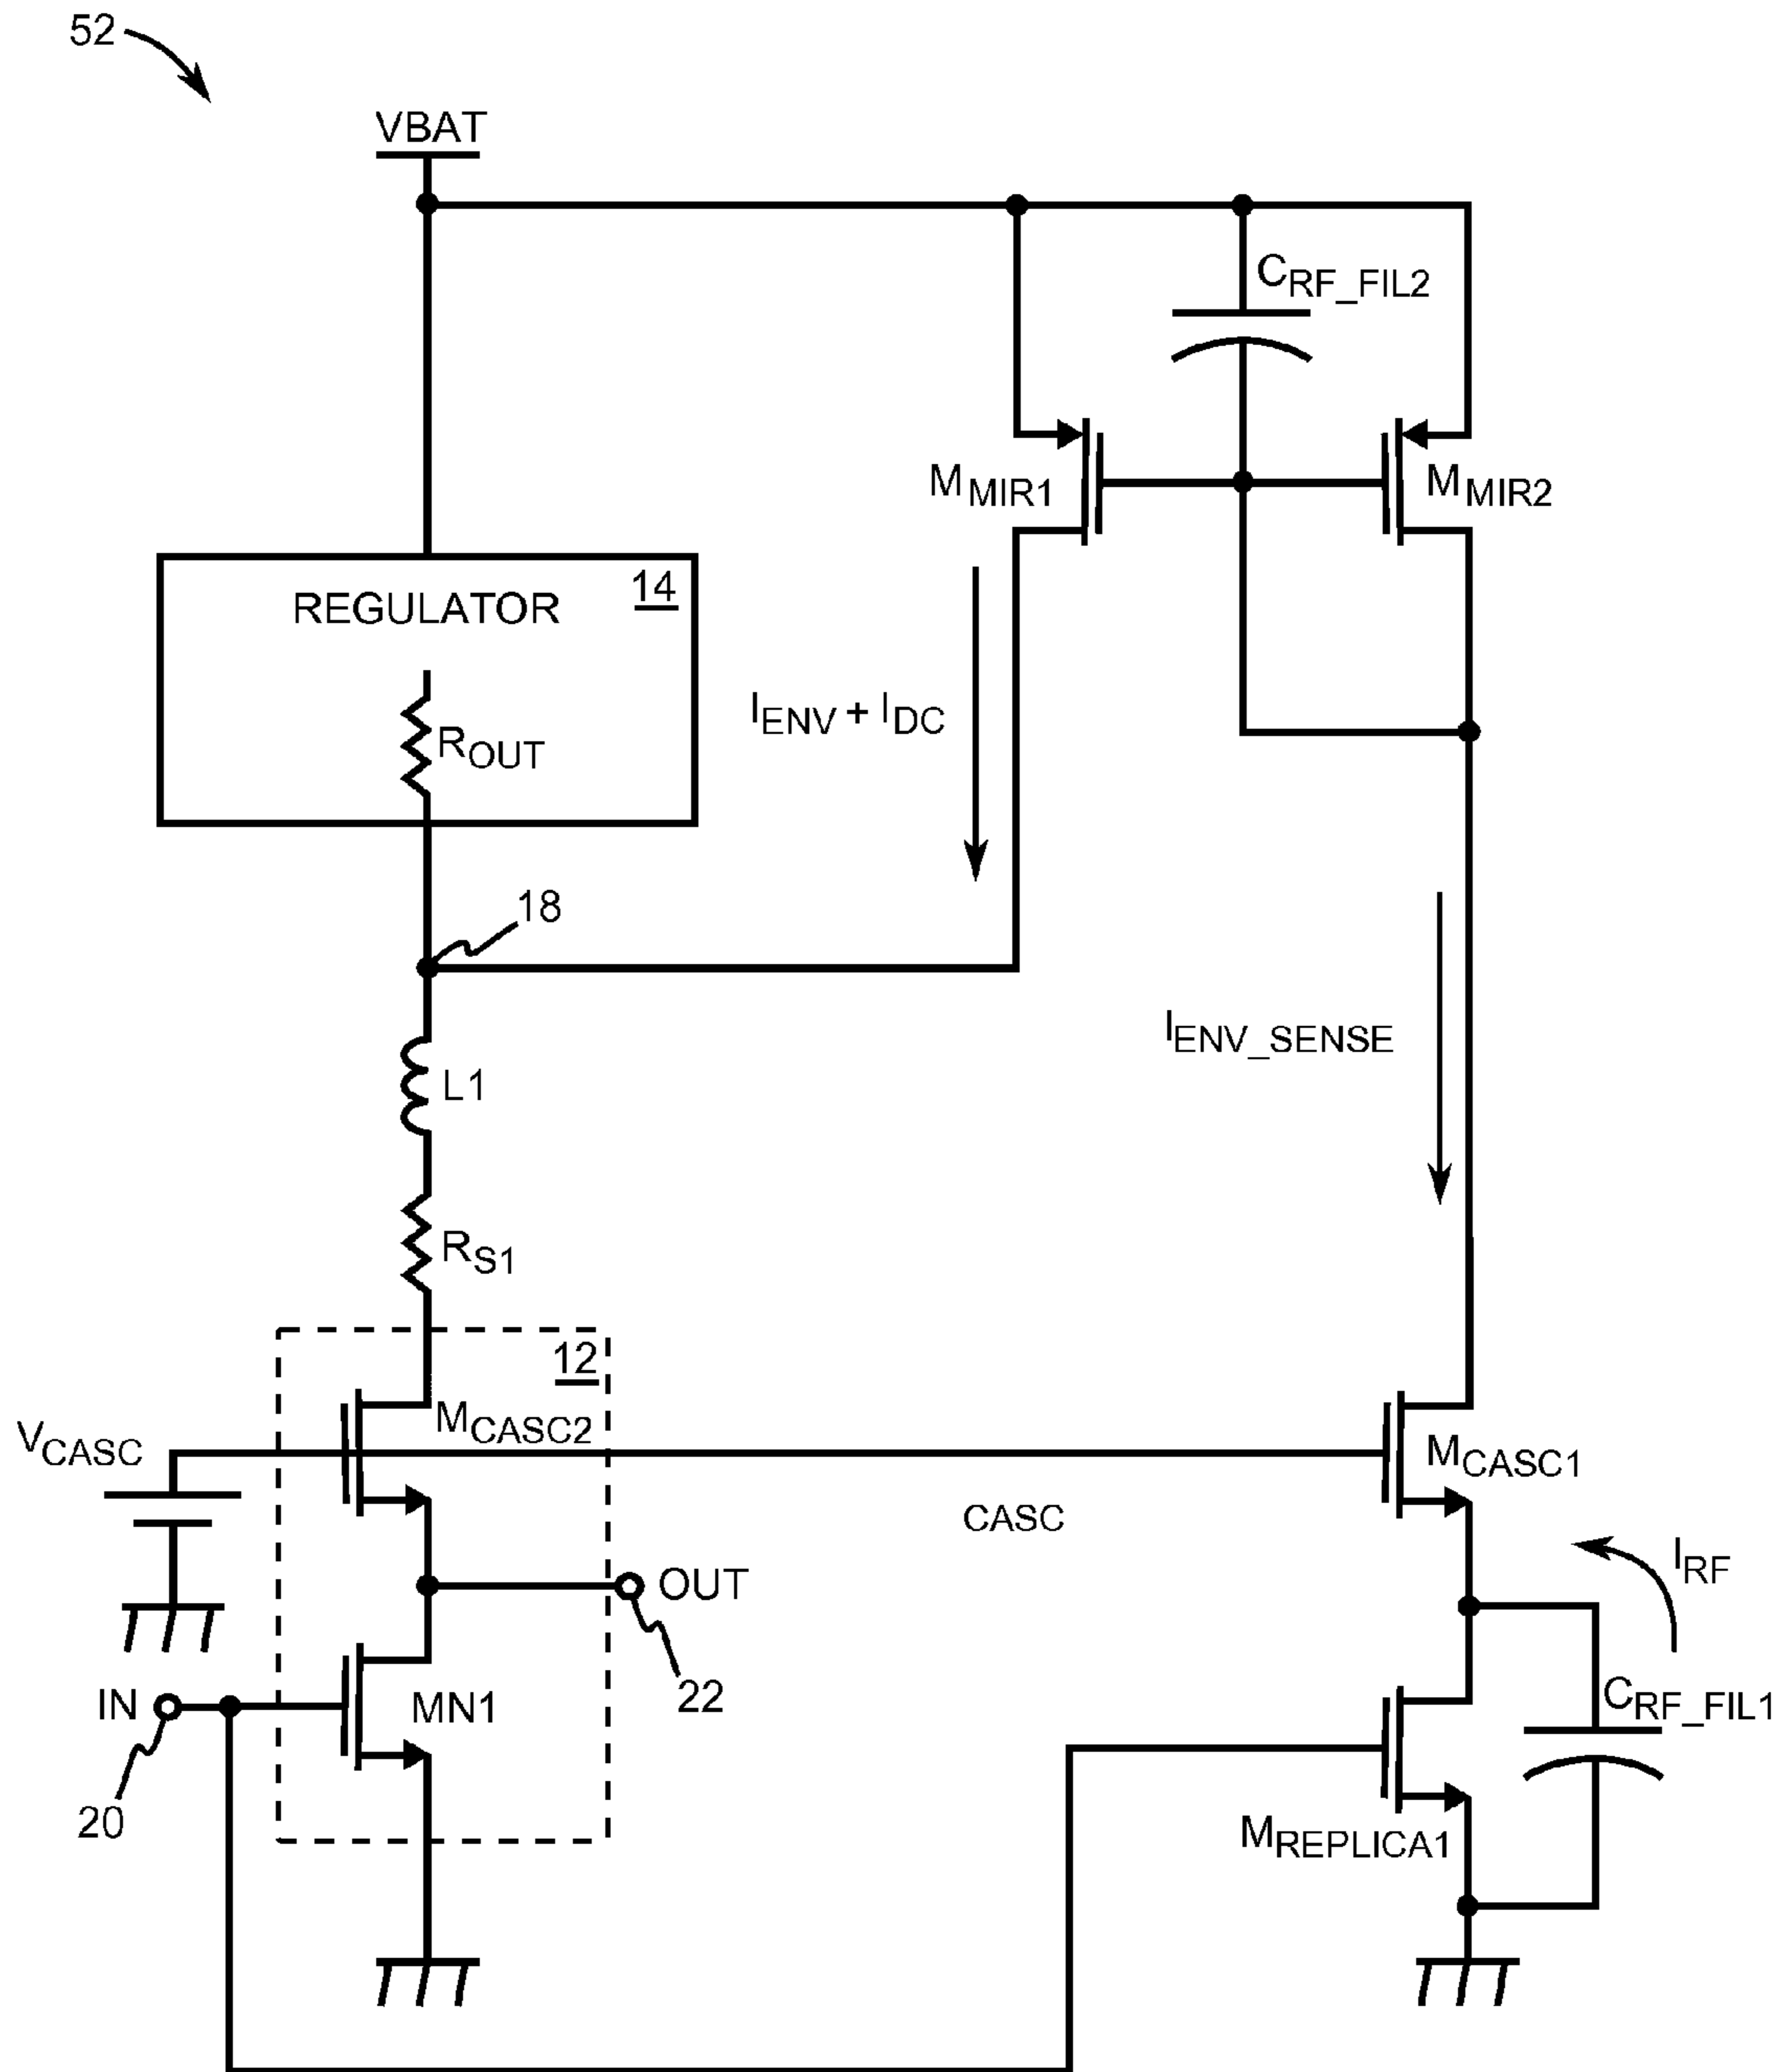 52
VBAT
CRF_FIL2
MMIR1
MMIR2
14
REGULATOR
ROUT
IENV + IDC
18
IENV_SENSE
L1
RS1
12
MCASC2
VCASC
MCASC1
CASC
IRF
OUT
22
IN
MN1
CRF_FIL1
20
MREPLICA1